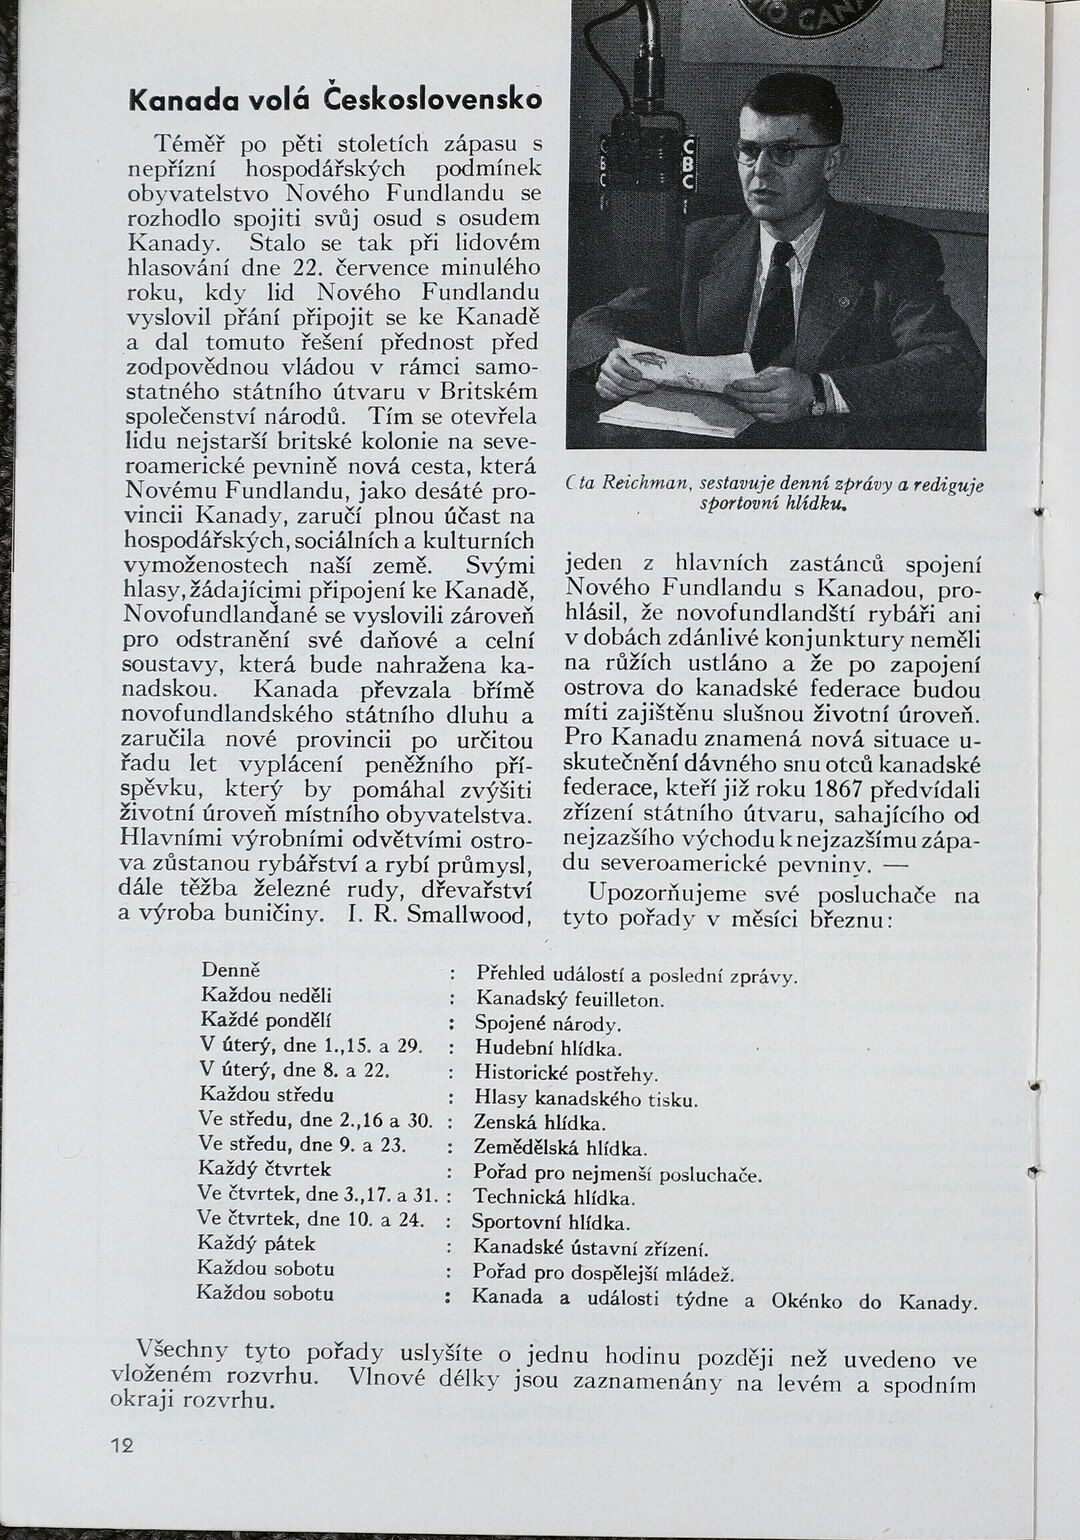 Kanada volá Československo
Téměř po pěti stoletích zápasu s
nepřízní hospodářských podmínek
obyvatelstvo Nového Fundlandu se
rozhodlo spojiti svůj osud s osudem
Kanady. Stalo se tak při lidovém
hlasování dne 22. července minulého
roku, kdy lid Nového Fundlandu
vyslovil přání připojit se ke Kanadě
a dal tomuto řešení přednost před
zodpovědnou vládou v rámci samo-
statného státního útvaru v Britském
společenství národů. Tím se otevřela
lidu nejstarší britské kolonie na seve-
roamerické pevnině nová cesta, která
Novému Fundlandu, jako desáté pro-
vincii Kanady, zaručí plnou účast na
hospodářských, sociálních a kulturních
vymoženostech naší země. Svými
hlasy, žádajícími připojení ke Kanadě,
Novofundlanďané se vyslovili zároveň
pro odstranění své daňové a celní
soustavy, která bude nahražena ka-
nadskou. Kanada převzala břímě
novofundlandského státního dluhu a
zaručila nové provincii po určitou
řadu let vyplácení peněžního pří-
spěvku, který by pomáhal zvýšiti
životní úroveň místního obyvatelstva.
Hlavními výrobními odvětvími ostro-
va zůstanou rybářství a rybí průmysl,
dále těžba železné rudy, dřevařství
a výroba buničiny. I. R. Smallwood,
CBC
CBC
Cta Reichman, sestavuje denní zprávy a rediguje
sportovní hlídku.
jeden z hlavních zastánců spojení
Nového Fundlandu s Kanadou, pro-
hlásil, že novofundlandští rybáři ani
v dobách zdánlivé konjunktury neměli
na růžích ustláno a že po zapojení
ostrova do kanadské federace budou
míti zajištěnu slušnou životní úroveň.
Pro Kanadu znamená nová situace u-
skutečnění dávného snu otců kanadské
federace, kteří již roku 1867 předvídali
zřízení státního útvaru, sahajícího od
nejzazšího východu k nejzazšímu zápa-
du severoamerické pevniny. —
Upozorňujeme své posluchače na
tyto pořady v měsíci březnu:
Denně : Přehled událostí a poslední zprávy.
Každou neděli : Kanadský feuilleton.
Každé pondělí : Spojené národy.
V úterý, dne 1.,15. a 29. : Hudební hlídka.
V úterý, dne 8. a 22. : Historické postřehy.
Každou středu : Hlasy kanadského tisku.
Ve středu, dne 2.,16 a 30. : Zenská hlídka.
Ve středu, dne 9. a 23. : Zemědělská hlídka.
Každý čtvrtek : Pořad pro nejmenší posluchače.
Ve čtvrtek, dne 3.,17. a 31. : Technická hlídka.
Ve čtvrtek, dne 10. a 24. : Sportovní hlídka.
Každý pátek : Kanadské ústavní zřízení.
Každou sobotu : Pořad pro dospělejší mládež.
Každou sobotu : Kanada a události týdne a Okénko do Kanady.
Všechny tyto pořady uslyšíte o jednu hodinu později než uvedeno ve
vloženém rozvrhu. Vlnové délky jsou zaznamenány na levém a spodním
okraji rozvrhu.
12